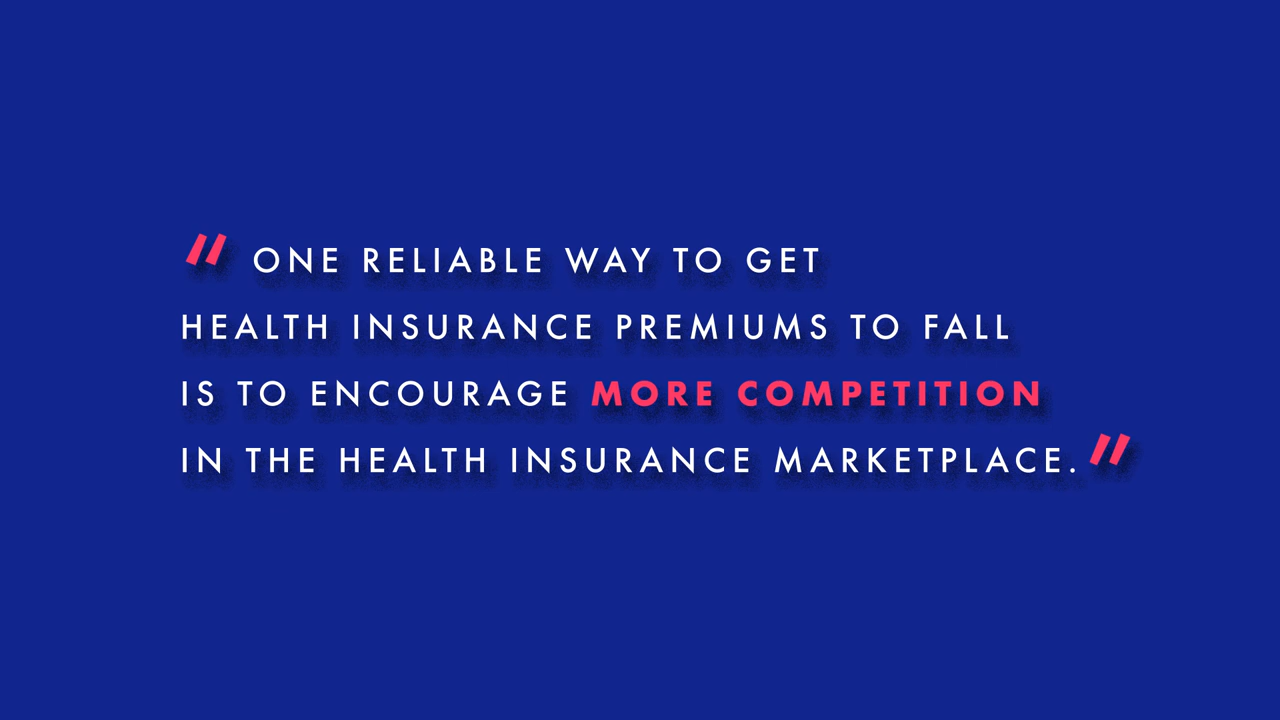 " ONE RELIABLE WAY TO GET
HEALTH INSURANCE PREMIUMS TO FALL
IS TO ENCOURAGE MORE COMPETITION
IN THE HEALTH INSURANCE MARKETPLACE."